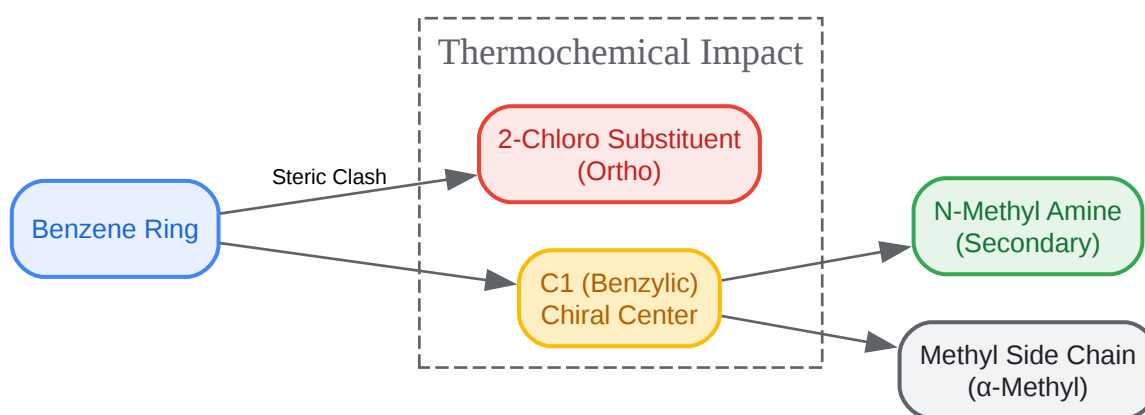 Thermochemical Impact
2-Chloro Substituent
(Ortho)
Steric Clash
Benzene Ring
N-Methyl Amine
(Secondary)
C1 (Benzylic)
Chiral Center
Methyl Side Chain
(α-Methyl)